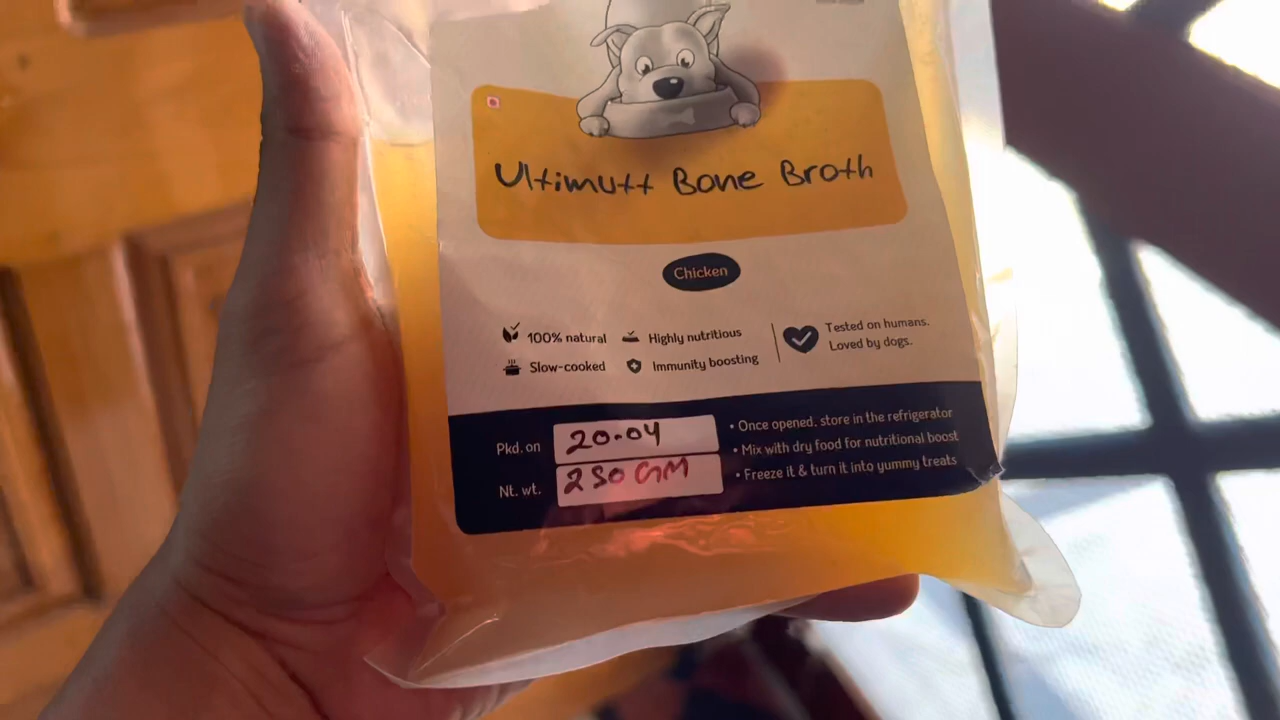 Ultimutt Bone Broth
Chicken
100% natural
Highly nutritious
Slow-cooked
Immunity boosting
Tested on humans.
Loved by dogs.
Pkd. on 20.04
Nt. wt. 250 GM
• Once opened, store in the refrigerator
• Mix with dry food for nutritional boost
• Freeze it & turn it into yummy treats